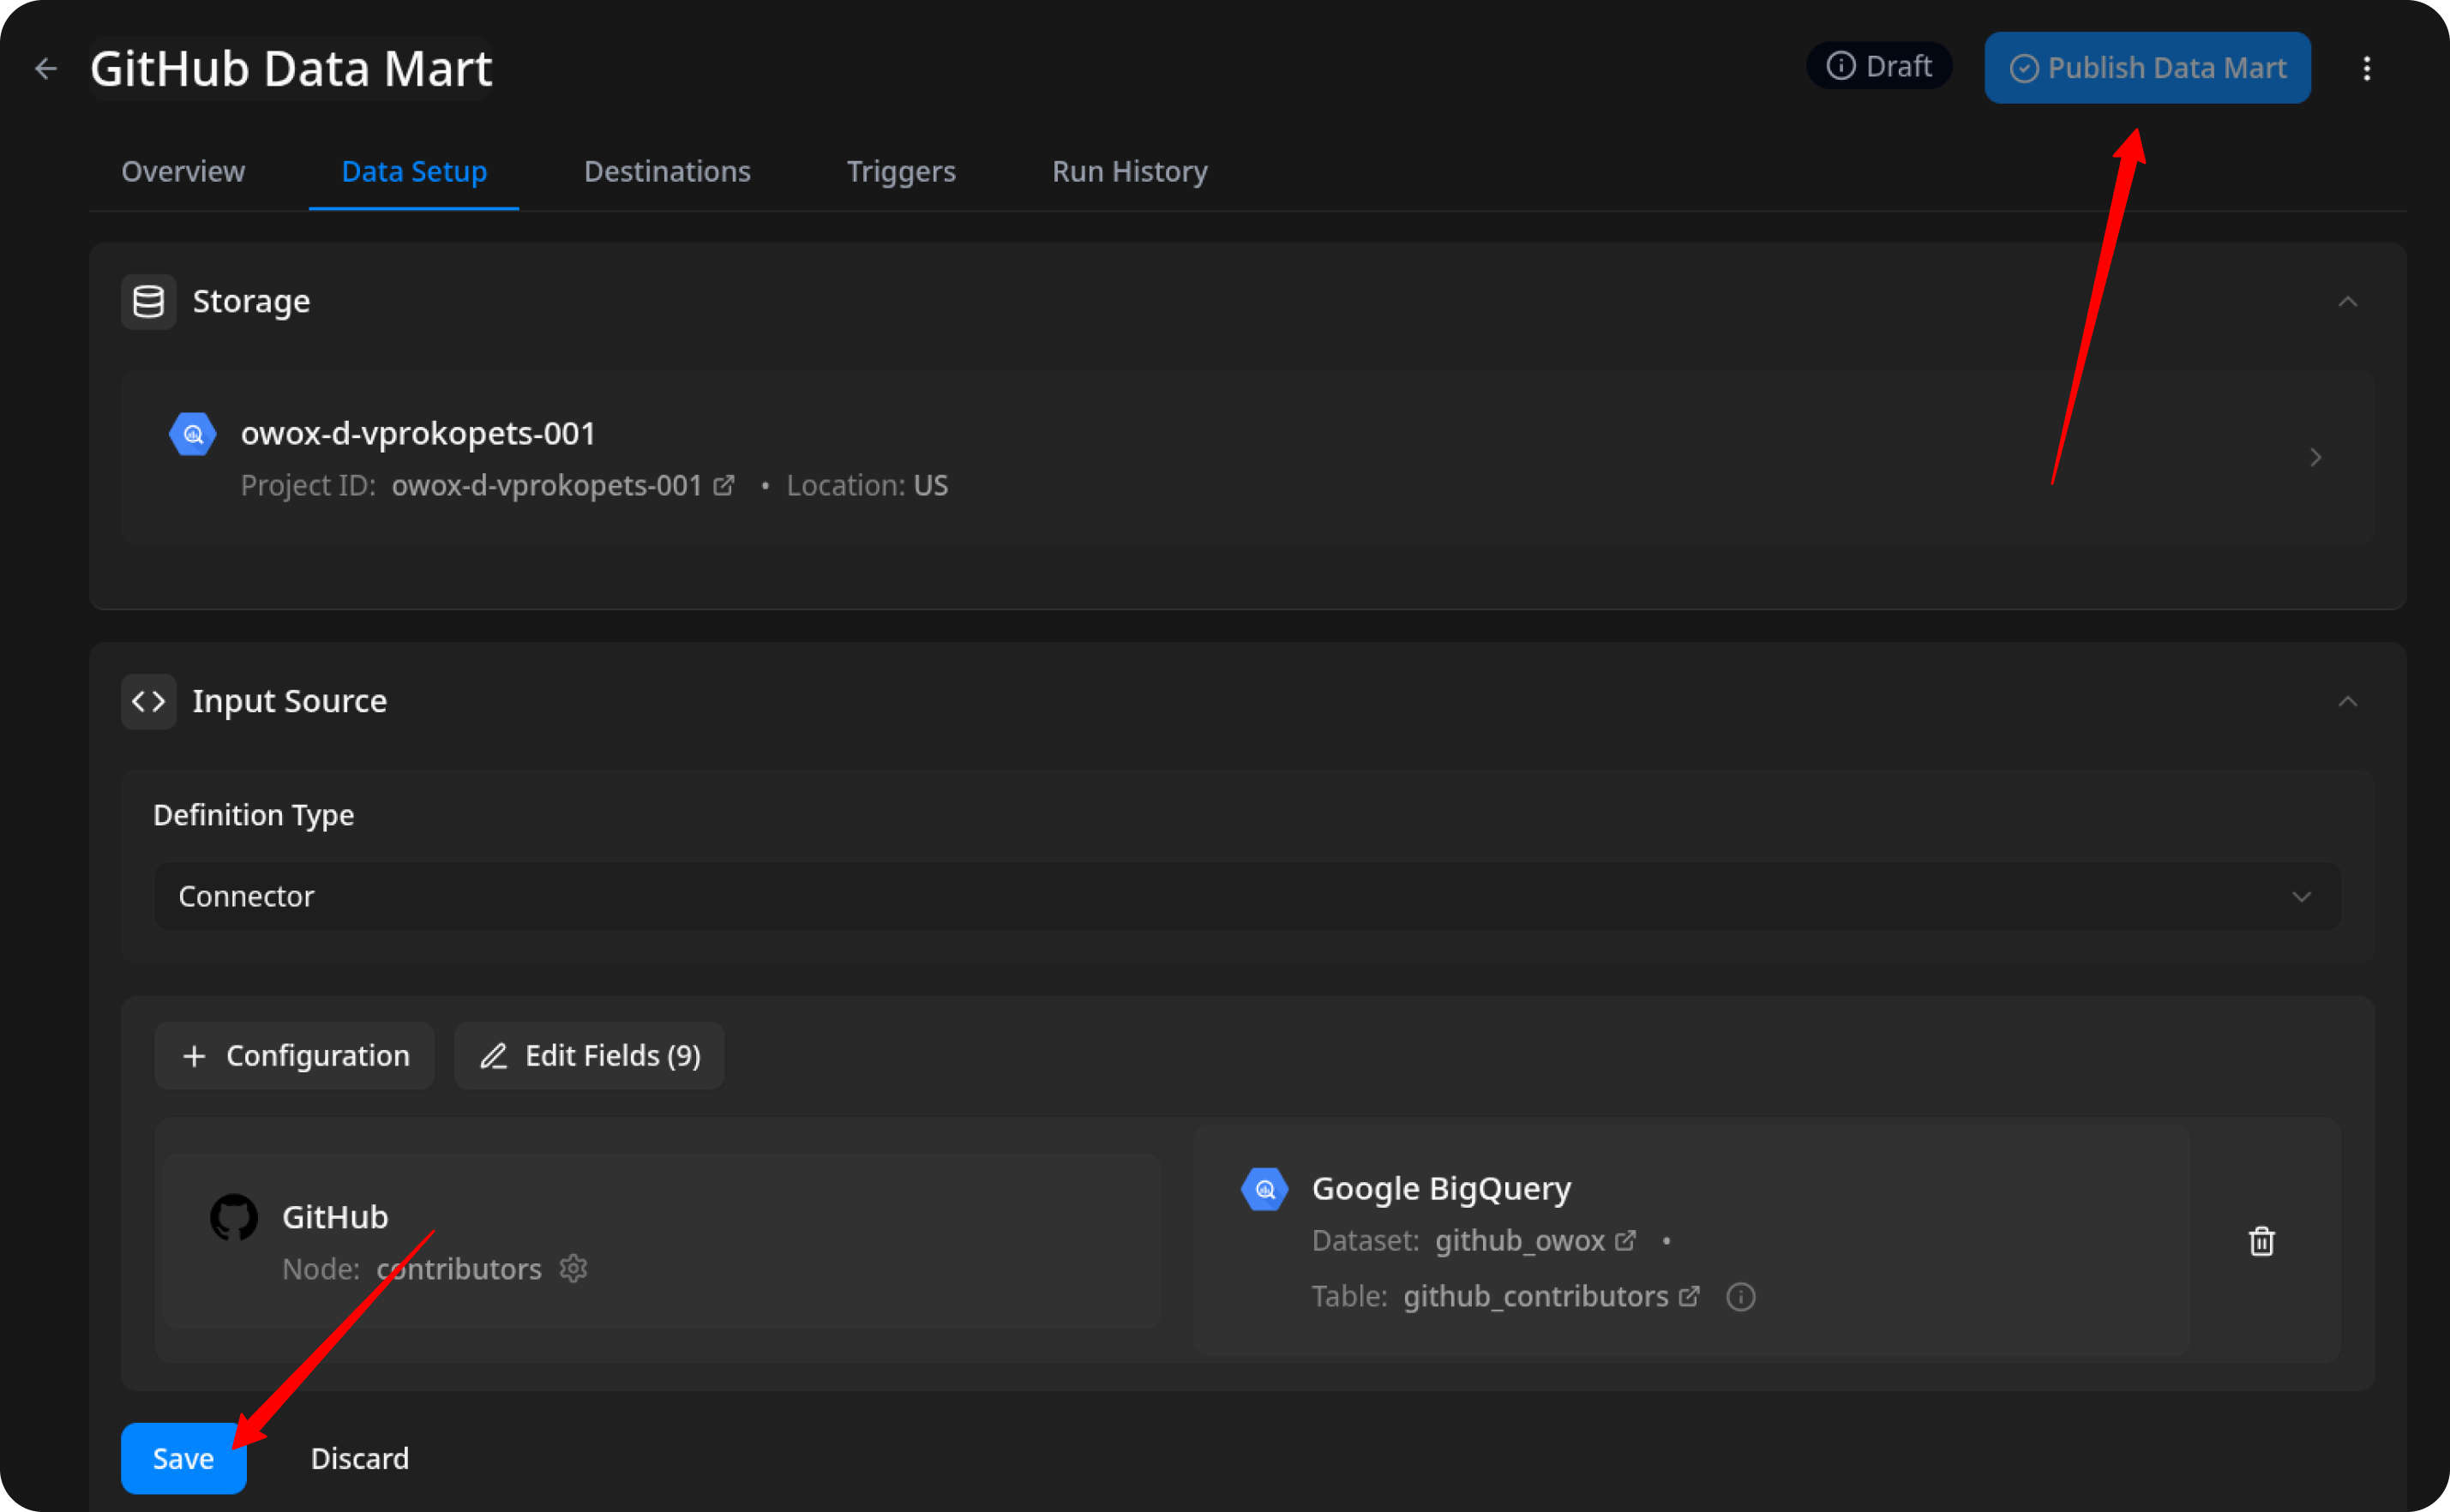 GitHub Data Mart
Draft
Publish Data Mart
Overview
Data Setup
Destinations
Triggers
Run History
Storage
owox-d-vprokopets-001
Project ID: owox-d-vprokopets-001 • Location: US
Input Source
Definition Type
Connector
Configuration
Edit Fields (9)
GitHub
Node: contributors
Google BigQuery
Dataset: github_owox •
Table: github_contributors
Save
Discard